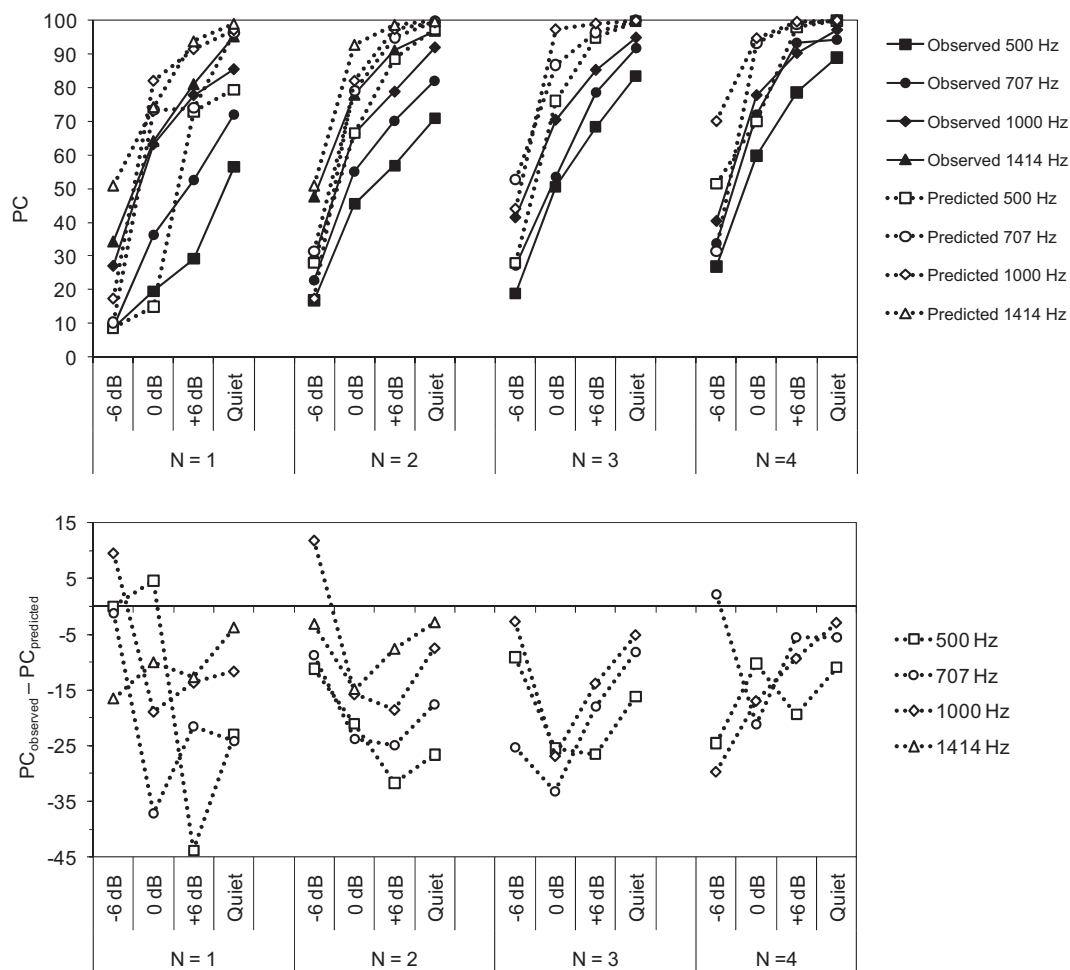 PC
100
90
80
70
60
50
40
30
20
10
0
-6 dB 0 dB +6 dB Quiet -6 dB 0 dB +6 dB Quiet -6 dB 0 dB +6 dB Quiet -6 dB 0 dB +6 dB Quiet
N = 1 N = 2 N = 3 N =4
Observed 500 Hz
Observed 707 Hz
Observed 1000 Hz
Observed 1414 Hz
Predicted 500 Hz
Predicted 707 Hz
Predicted 1000 Hz
Predicted 1414 Hz
PCobserved – PCpredicted
15
5
-5
-15
-25
-35
-45
-6 dB 0 dB +6 dB Quiet -6 dB 0 dB +6 dB Quiet -6 dB 0 dB +6 dB Quiet -6 dB 0 dB +6 dB Quiet
N = 1 N = 2 N = 3 N = 4
500 Hz
707 Hz
1000 Hz
1414 Hz